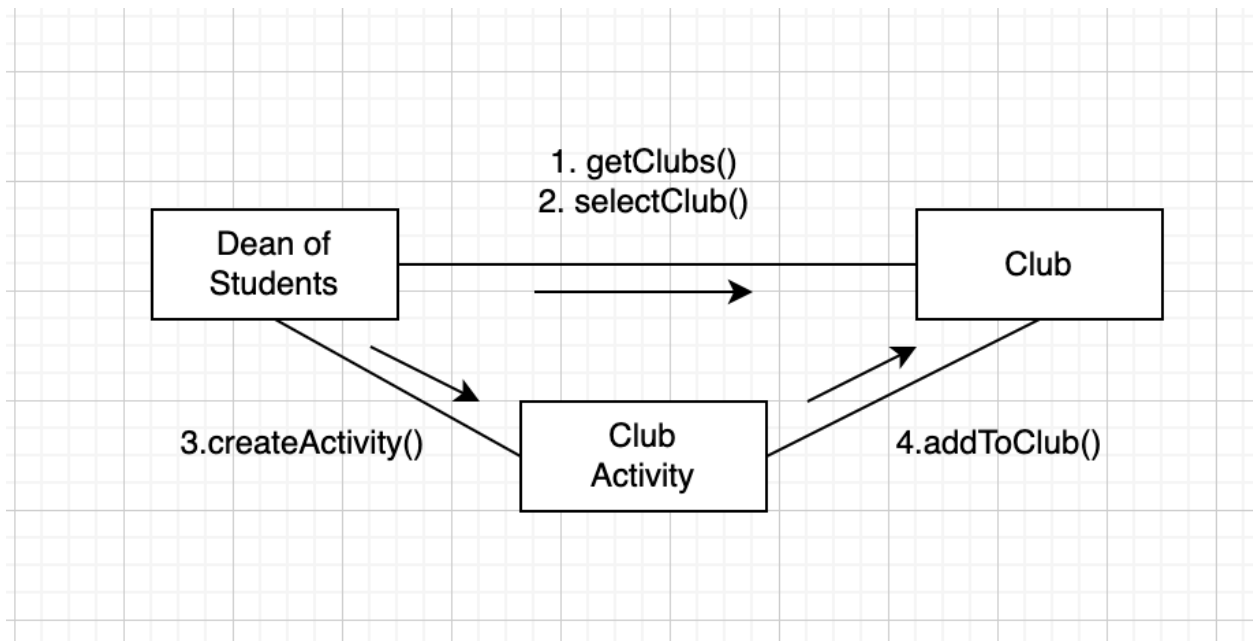 1. getClubs()
2. selectClub()
Dean of
Students
Club
3.createActivity()
Club
Activity
4.addToClub()